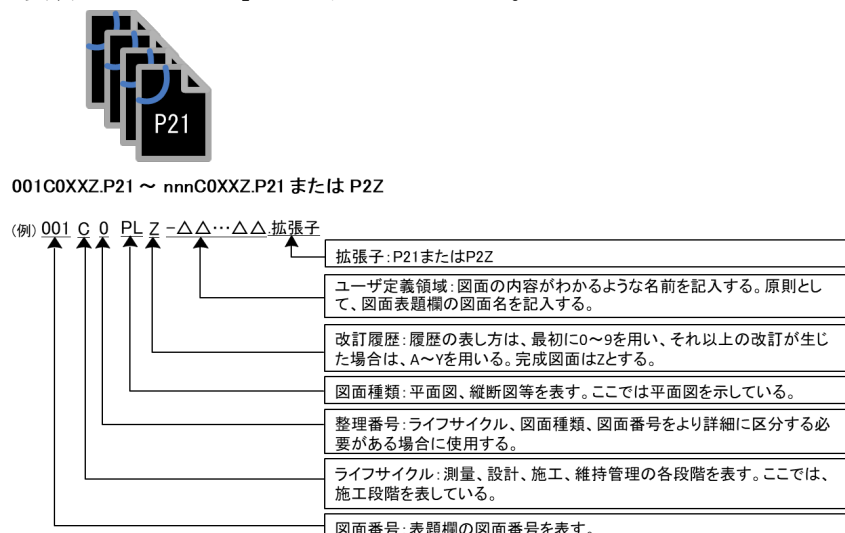 P21
001C0XXZ.P21 ～ nnnC0XXZ.P21 または P2Z
(例) 001 C 0 PL Z -△△…△△.拡張子
拡張子：P21またはP2Z
ユーザ定義領域：図面の内容がわかるような名前を記入する。原則とし
て、図面表題欄の図面名を記入する。
改訂履歴：履歴の表し方は、最初に0～9を用い、それ以上の改訂が生じ
た場合は、A～Yを用いる。完成図面はZとする。
図面種類：平面図、縦断図等を表す。ここでは平面図を示している。
整理番号：ライフサイクル、図面種類、図面番号をより詳細に区分する必
要がある場合に使用する。
ライフサイクル：測量、設計、施工、維持管理の各段階を表す。ここでは、
施工段階を表している。
図面番号：表題欄の図面番号を表す。